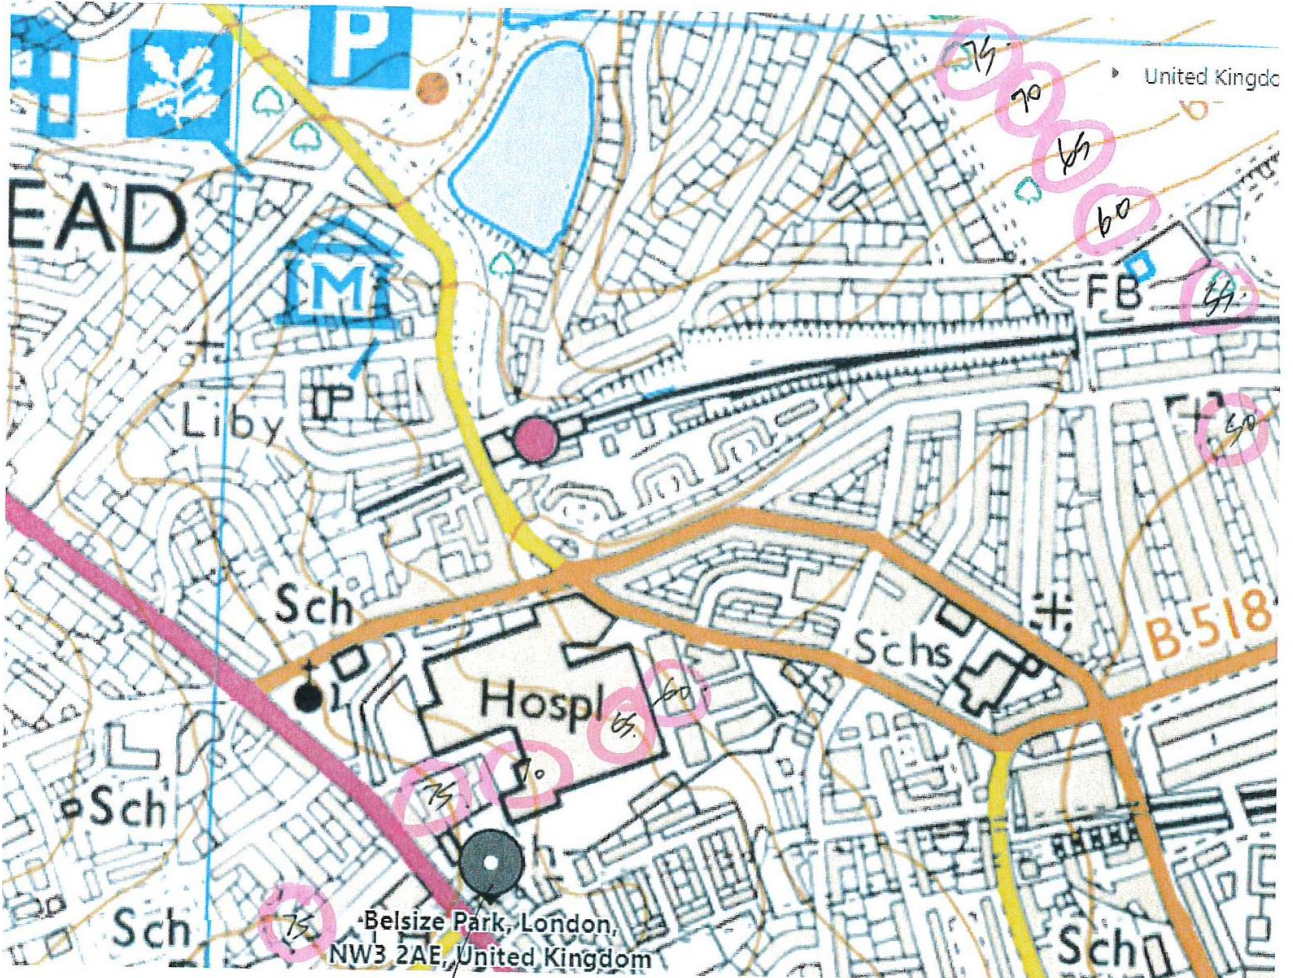 P
75
70
65
60
United Kingdo
EAD
M
FB
55
Liby
50
Sch
B 518
Schs
Hospl
65
60
70
75
Sch
75
Sch
Belsize Park, London,
NW3 2AE, United Kingdom
Sch